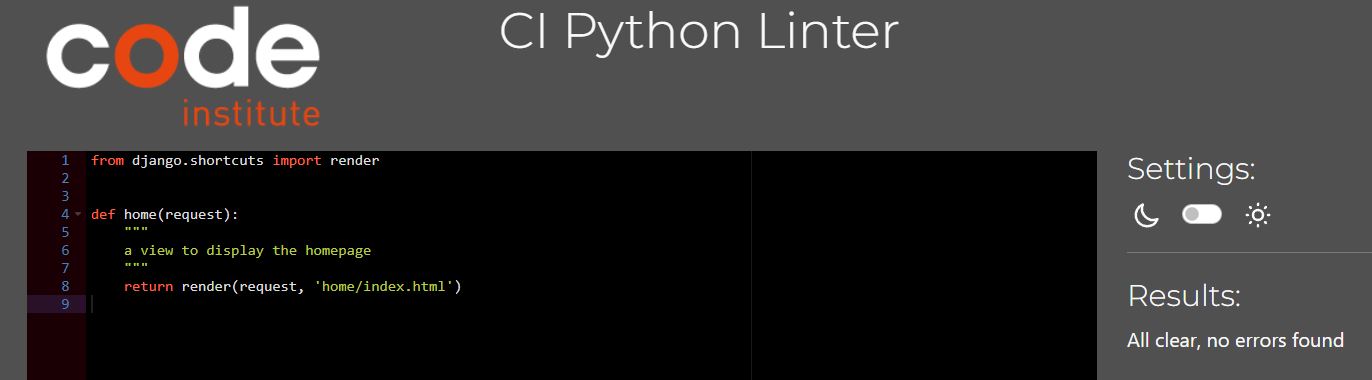 code
institute
CI Python Linter
1 from django.shortcuts import render
2
3
4 def home(request):
5     """
6     a view to display the homepage
7     """
8     return render(request, 'home/index.html')
9
Settings:
Results:
All clear, no errors found